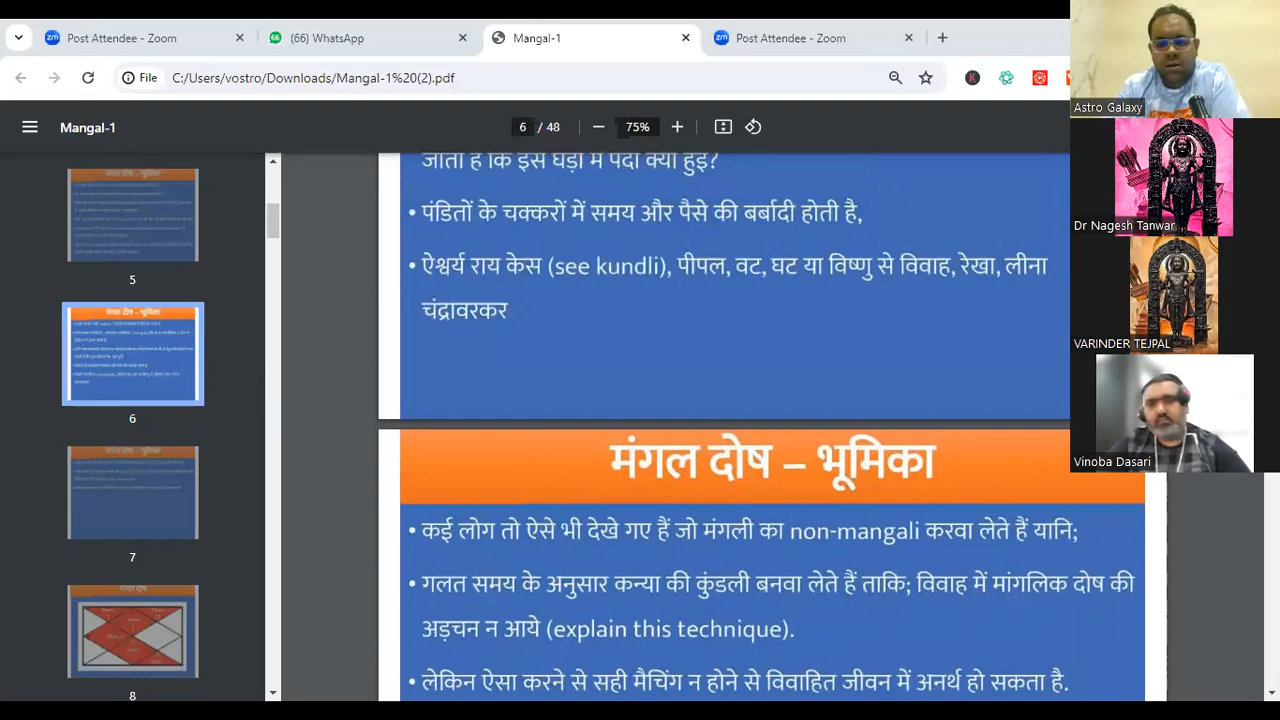 Post Attendee - Zoom
(66) WhatsApp
Mangal-1
Post Attendee - Zoom
File
C:/Users/vostro/Downloads/Mangal-1%20(2).pdf
Mangal-1
6 / 48
75%
जाता है कि इस घड़ी में पैदा क्यों हुई?
• पंडितों के चक्करों में समय और पैसे की बर्बादी होती है,
• ऐश्वर्य राय केस (see kundli), पीपल, वट, घट या विष्णु से विवाह, रेखा, लीना
चंद्रावरकर
मंगल दोष – भूमिका
• कई लोग तो ऐसे भी देखे गए हैं जो मंगली का non-mangali करवा लेते हैं यानि;
• गलत समय के अनुसार कन्या की कुंडली बनवा लेते हैं ताकि; विवाह में मांगलिक दोष की
अड़चन न आये (explain this technique).
• लेकिन ऐसा करने से सही मैचिंग न होने से विवाहित जीवन में अनर्थ हो सकता है.
मंगल दोष – भूमिका
5
मंगल दोष – भूमिका
6
मंगल दोष – भूमिका
7
मंगल दोष
8
Astro Galaxy
Dr Nagesh Tanwar
VARINDER TEJPAL
Vinoba Dasari